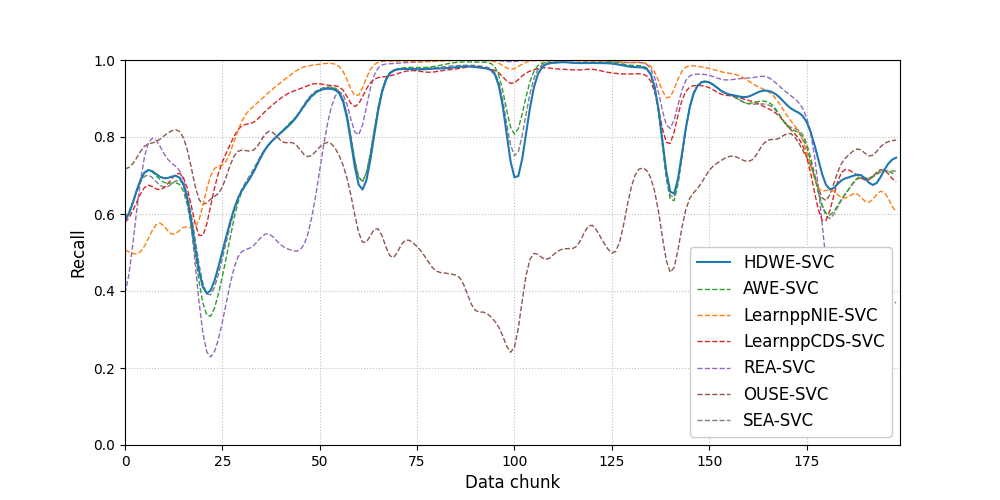 1.0
0.8
0.6
0.4
0.2
0.0
Recall
0
25
50
75
100
125
150
175
Data chunk
HDWE-SVC
AWE-SVC
LearnppNIE-SVC
LearnppCDS-SVC
REA-SVC
OUSE-SVC
SEA-SVC